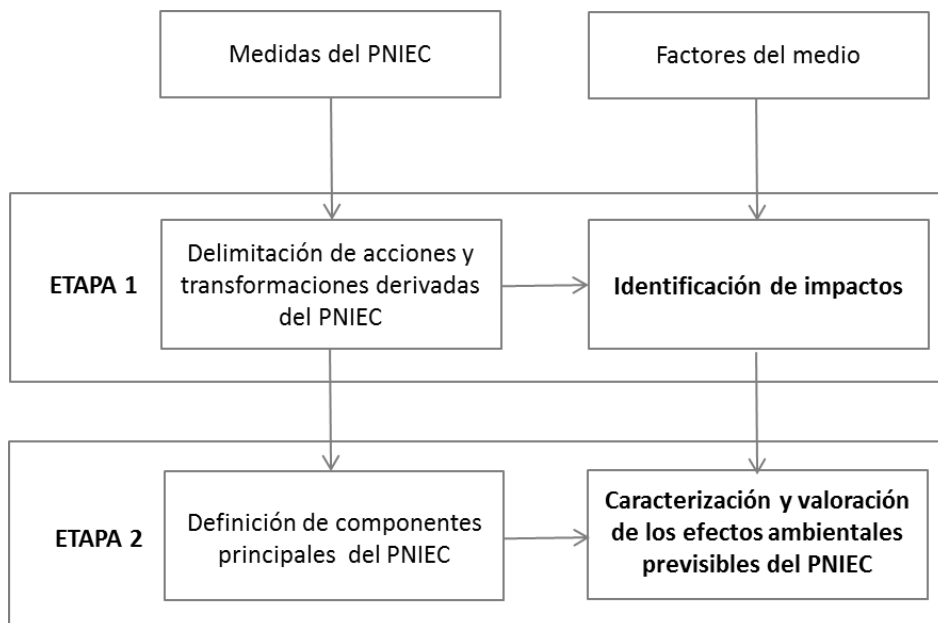 Medidas del PNIEC
Factores del medio
ETAPA 1
Delimitación de acciones y
transformaciones derivadas
del PNIEC
Identificación de impactos
ETAPA 2
Definición de componentes
principales del PNIEC
Caracterización y valoración
de los efectos ambientales
previsibles del PNIEC